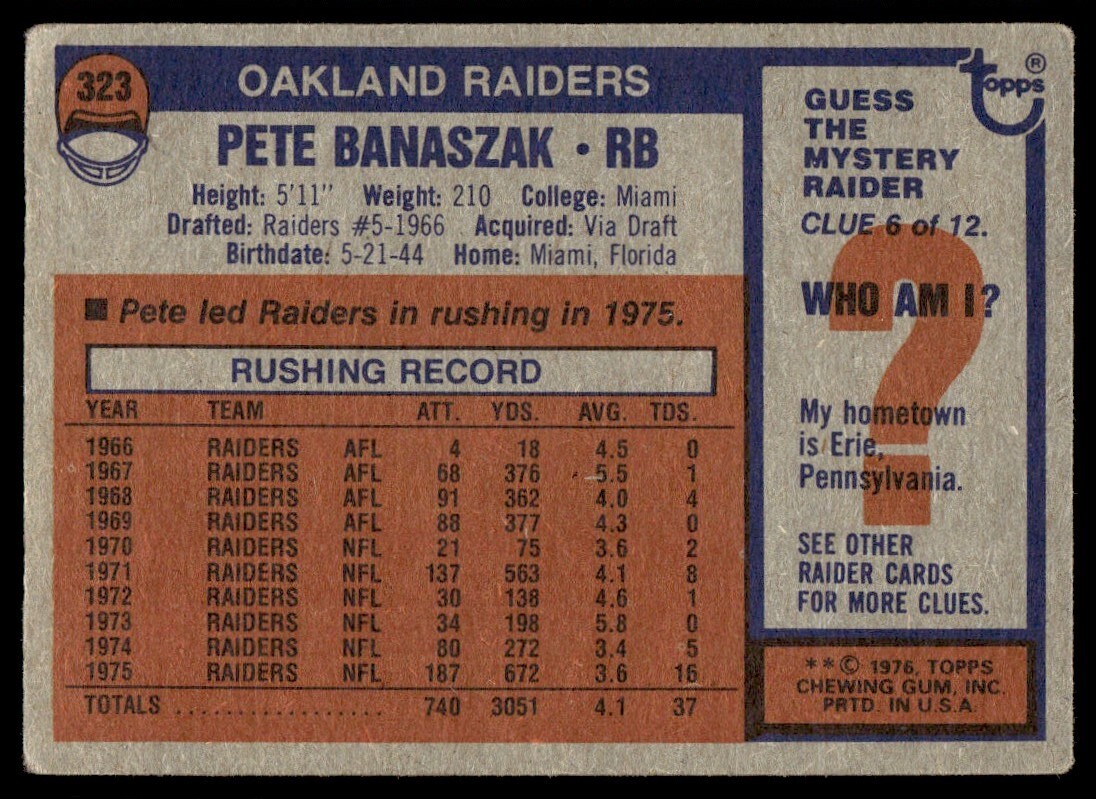 323
OAKLAND RAIDERS
PETE BANASZAK • RB
Height: 5'11" Weight: 210 College: Miami
Drafted: Raiders #5-1966 Acquired: Via Draft
Birthdate: 5-21-44 Home: Miami, Florida
■ Pete led Raiders in rushing in 1975.
RUSHING RECORD
YEAR TEAM ATT. YDS. AVG. TDS.
1966 RAIDERS AFL 4 18 4.5 0
1967 RAIDERS AFL 68 376 5.5 1
1968 RAIDERS AFL 91 362 4.0 4
1969 RAIDERS AFL 88 377 4.3 0
1970 RAIDERS NFL 21 75 3.6 2
1971 RAIDERS NFL 137 563 4.1 8
1972 RAIDERS NFL 30 138 4.6 1
1973 RAIDERS NFL 34 198 5.8 0
1974 RAIDERS NFL 80 272 3.4 5
1975 RAIDERS NFL 187 672 3.6 16
TOTALS .................. 740 3051 4.1 37
topps ®
GUESS
THE
MYSTERY
RAIDER
CLUE 6 of 12.
?
WHO AM I?
My hometown
is Erie,
Pennsylvania.
SEE OTHER
RAIDER CARDS
FOR MORE CLUES.
**© 1976, TOPPS
CHEWING GUM, INC.
PRTD. IN U.S.A.